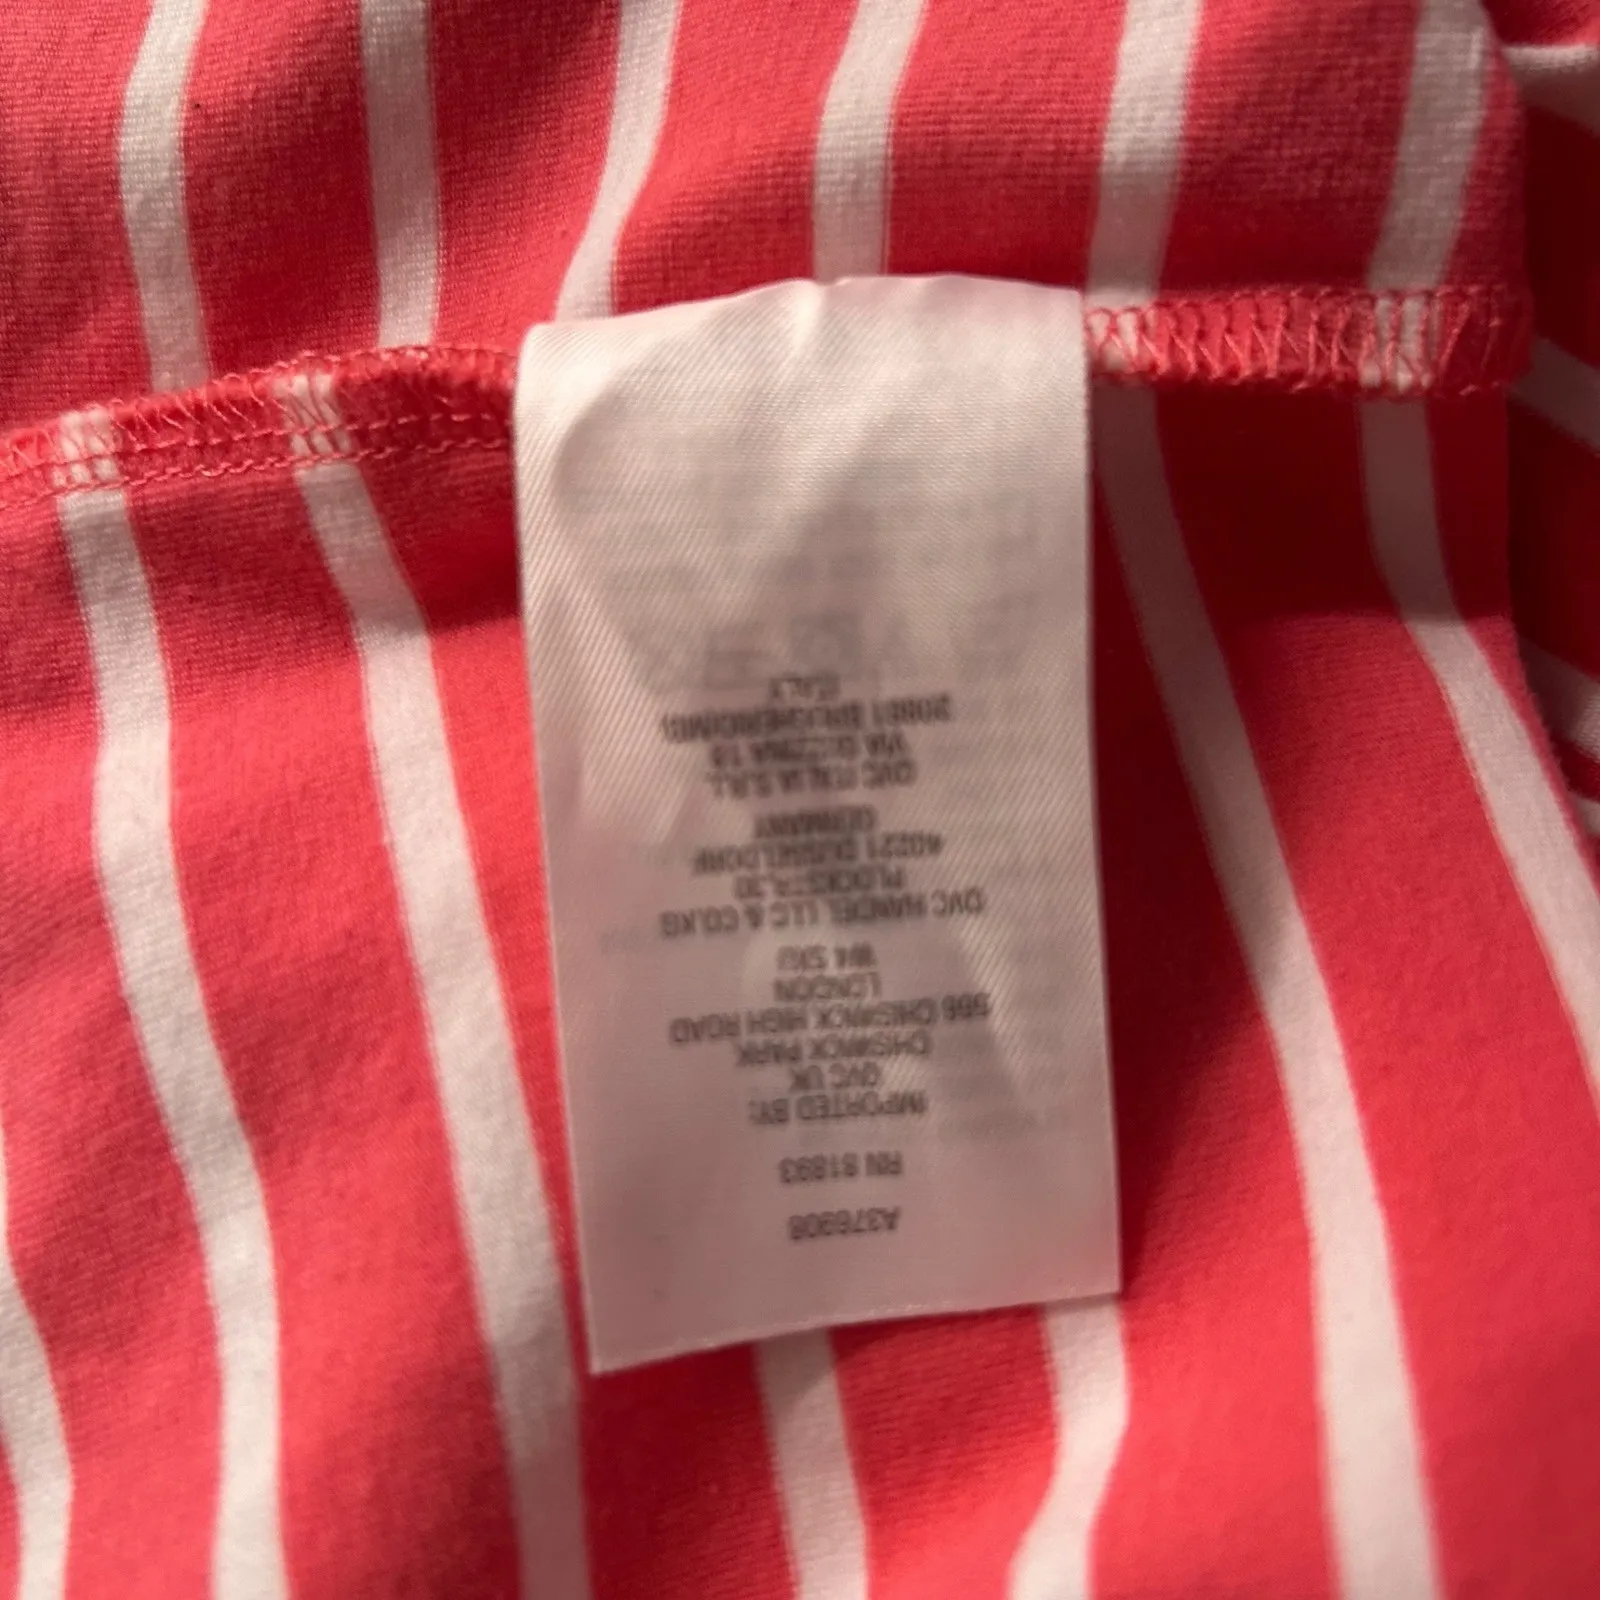 A376908
RN 81893
IMPORTED BY:
QVC UK
CHISWICK PARK
566 CHISWICK HIGH ROAD
LONDON
W4 5XU
QVC HANDEL LLC & CO.KG
PLOCKSTR.30
40221 DUSSELDORF
GERMANY
QVC ITALIA S.R.L
VIA GUZZINA 18
20861 BRUGHERIO(MB)
ITALY